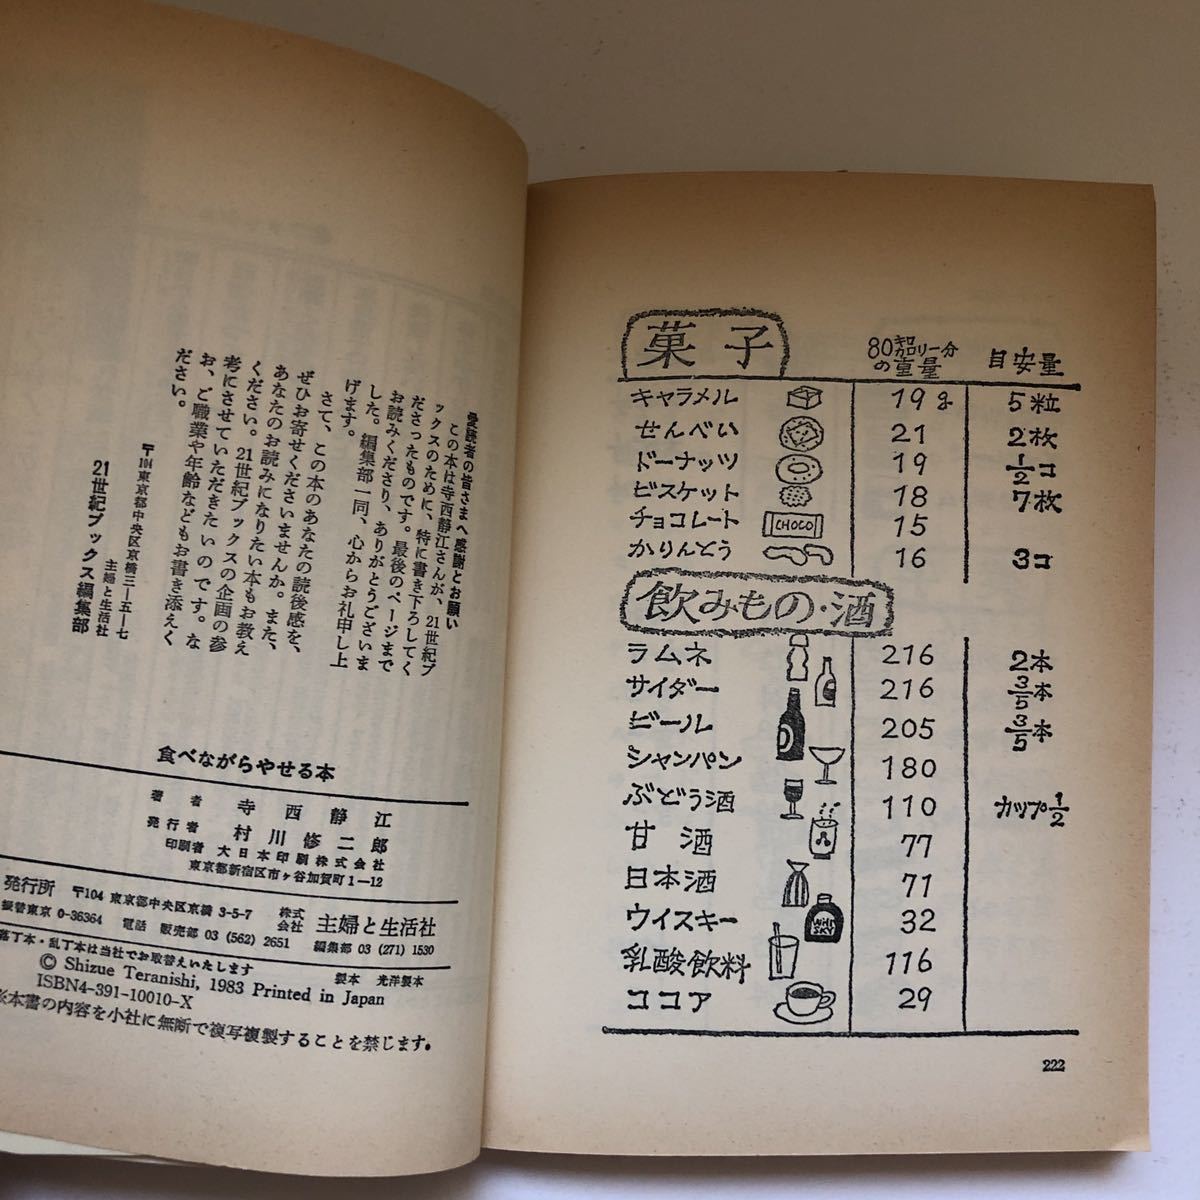 愛読者の皆さまへ感謝とお願い
この本は寺西静江さんが、21世紀ブ
ックスのために、特に書き下ろしてく
ださったものです。最後のページまで
お読みくださり、ありがとうございま
した。編集部一同、心からお礼申し上
げます。
さて、この本のあなたの読後感を、
ぜひお寄せくださいませんか。また、
あなたのお読みになりたい本もお教え
ください。21世紀ブックスの企画の参
考にさせていただきたいのです。な
お、ご職業や年齢などもお書き添えく
ださい。
〒104 東京都中央区京橋三ー五ー七
主婦と生活社
21世紀ブックス編集部
食べながらやせる本
著者 寺西静江
発行者 村川修二郎
印刷者 大日本印刷株式会社
東京都新宿区市ヶ谷加賀町1-12
発行所 〒104 東京都中央区京橋 3-5-7 株式会社 主婦と生活社
振替東京 0-36364 電話 販売部 03 (562) 2651 編集部 03 (271) 1530
落丁本・乱丁本は当社でお取替えいたします
製本 光洋製本
© Shizue Teranishi, 1983 Printed in Japan
ISBN4-391-10010-X
※本書の内容を小社に無断で複写複製することを禁じます。
菓子 80キロカロリー分の重量 目安量
キャラメル 19g 5粒
せんべい 21 2枚
ドーナッツ 19 1/2コ
ビスケット 18 7枚
チョコレート CHOCO 15
かりんとう 16 3コ
飲みもの・酒
ラムネ 216 2本
サイダー 216 3/5本
ビール 205 3/5本
シャンパン 180
ぶどう酒 110 カップ1/2
甘酒 77
日本酒 71
ウイスキー WHISKY 32
乳酸飲料 116
ココア 29
222